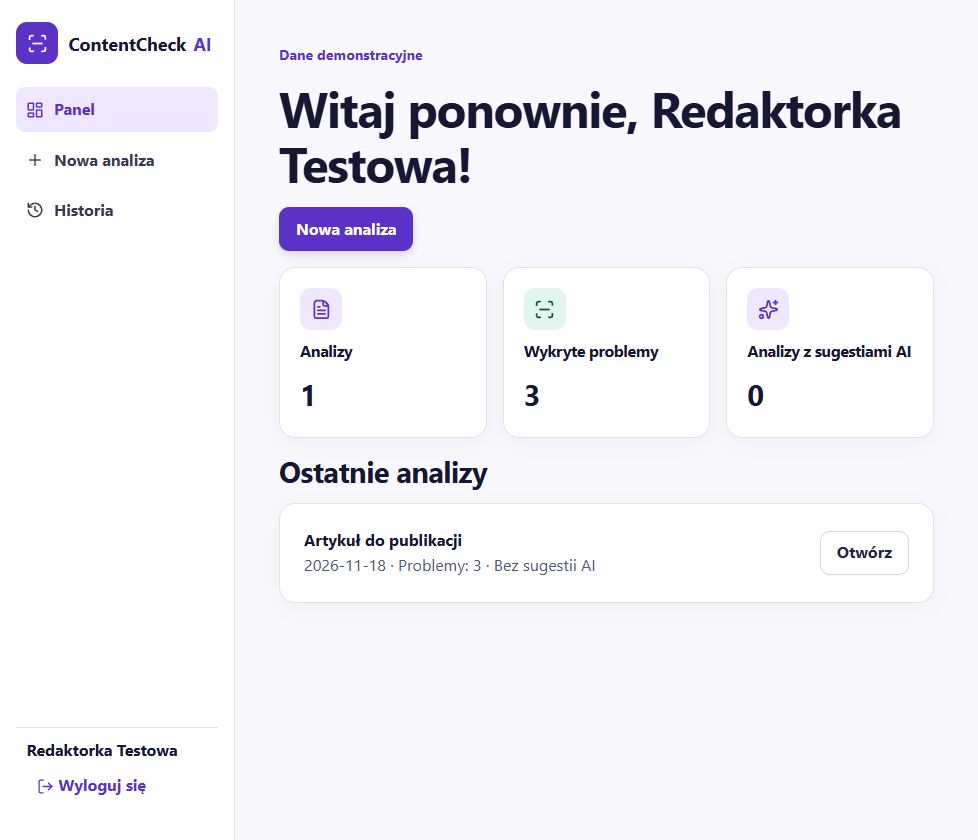 ContentCheck AI
Panel
Nowa analiza
Historia
Dane demonstracyjne
Witaj ponownie, Redaktorka
Testowa!
Nowa analiza
Analizy
1
Wykryte problemy
3
Analizy z sugestiami AI
0
Ostatnie analizy
Artykuł do publikacji
2026-11-18 · Problemy: 3 · Bez sugestii AI
Otwórz
Redaktorka Testowa
Wyloguj się